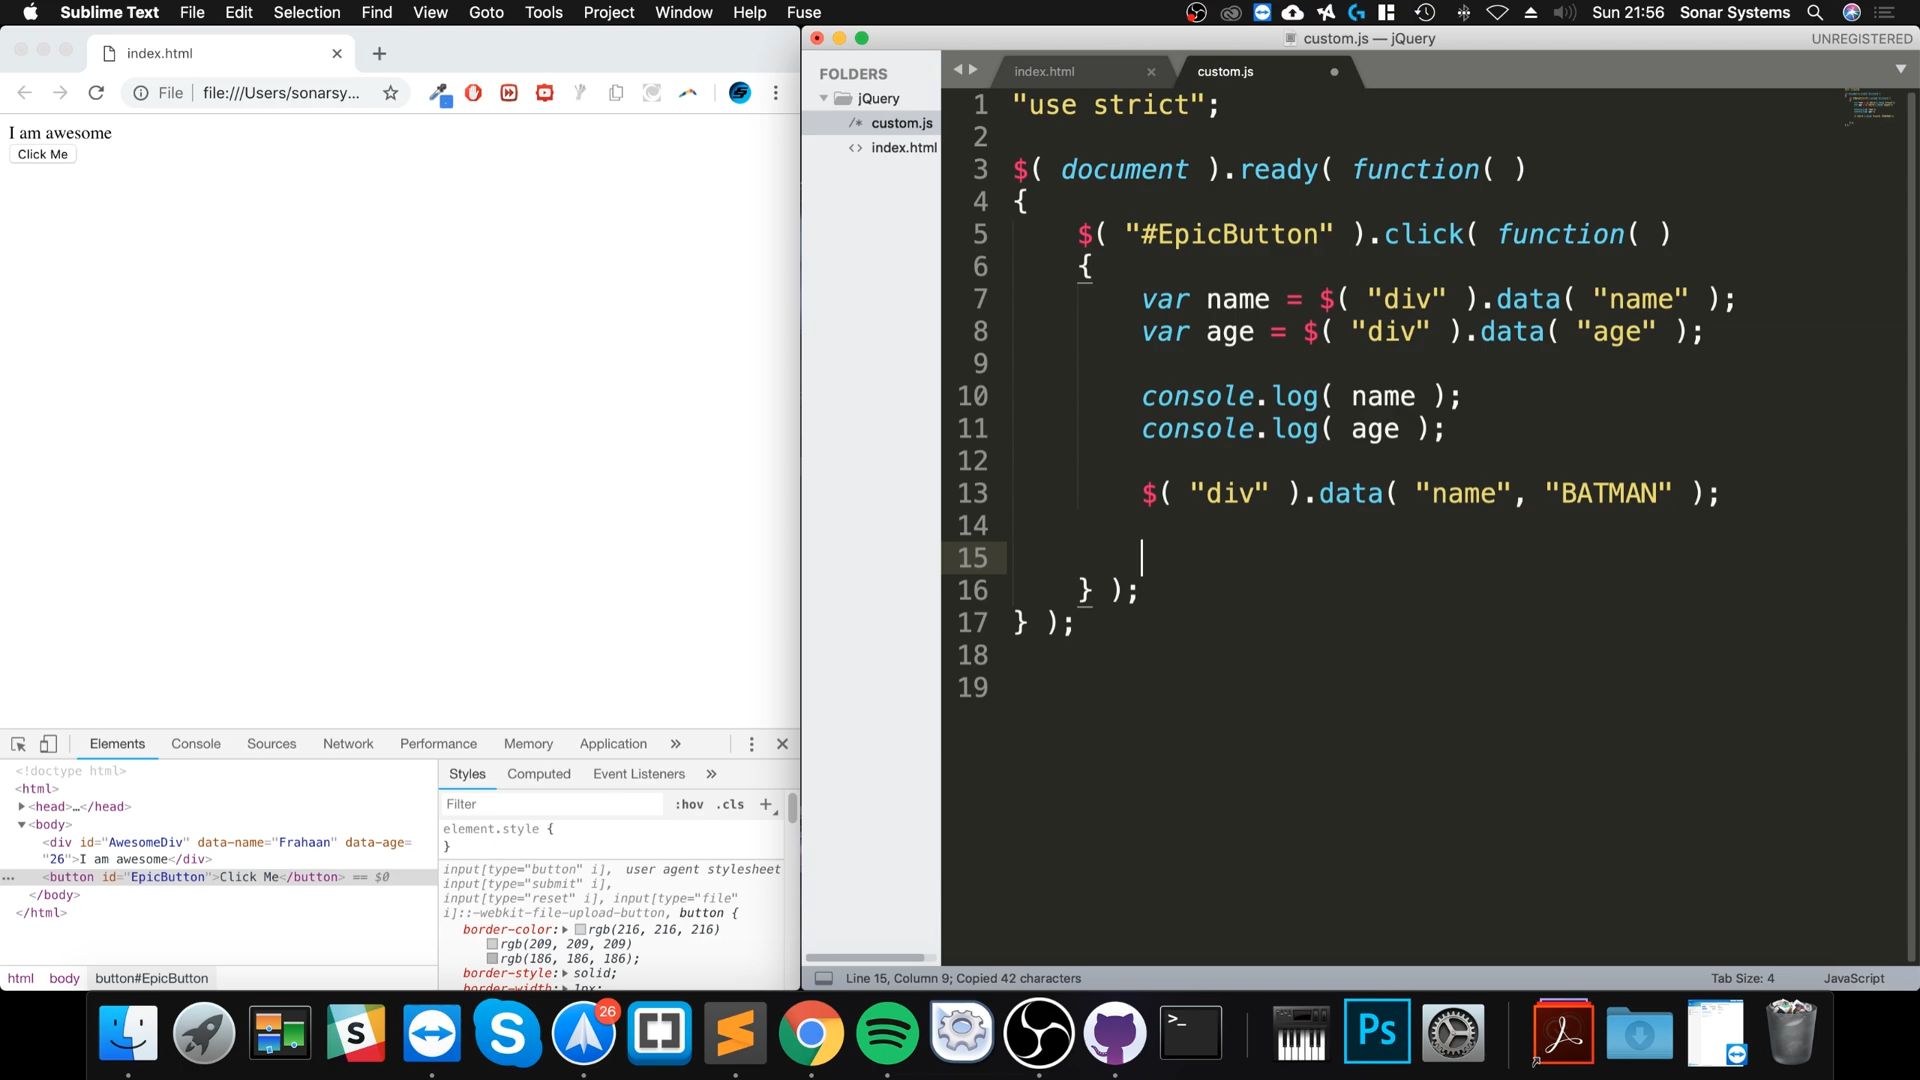 Sublime Text File Edit Selection Find View Goto Tools Project Window Help Fuse Sun 21:56 Sonar Systems
index.html
File file:///Users/sonarsy...
I am awesome
Click Me
Elements Console Sources Network Performance Memory Application »
<!doctype html>
<html>
<head>…</head>
<body>
<div id="AwesomeDiv" data-name="Frahaan" data-age=
"26">I am awesome</div>
<button id="EpicButton">Click Me</button> == $0
</body>
</html>
html body button#EpicButton
Styles Computed Event Listeners »
Filter :hov .cls +
element.style {
}
input[type="button" i], user agent stylesheet
input[type="submit" i],
input[type="reset" i], input[type="file"
i]::-webkit-file-upload-button, button {
border-color: rgb(216, 216, 216)
rgb(209, 209, 209)
rgb(186, 186, 186);
border-style: solid;
border-width: 1px;
custom.js — jQuery UNREGISTERED
FOLDERS
jQuery
/* custom.js
<> index.html
index.html custom.js
1 "use strict";
2
3 $( document ).ready( function( )
4 {
5 $( "#EpicButton" ).click( function( )
6 {
7 var name = $( "div" ).data( "name" );
8 var age = $( "div" ).data( "age" );
9
10 console.log( name );
11 console.log( age );
12
13 $( "div" ).data( "name", "BATMAN" );
14
15
16 } );
17 } );
18
19
Line 15, Column 9; Copied 42 characters Tab Size: 4 JavaScript
26
Ps